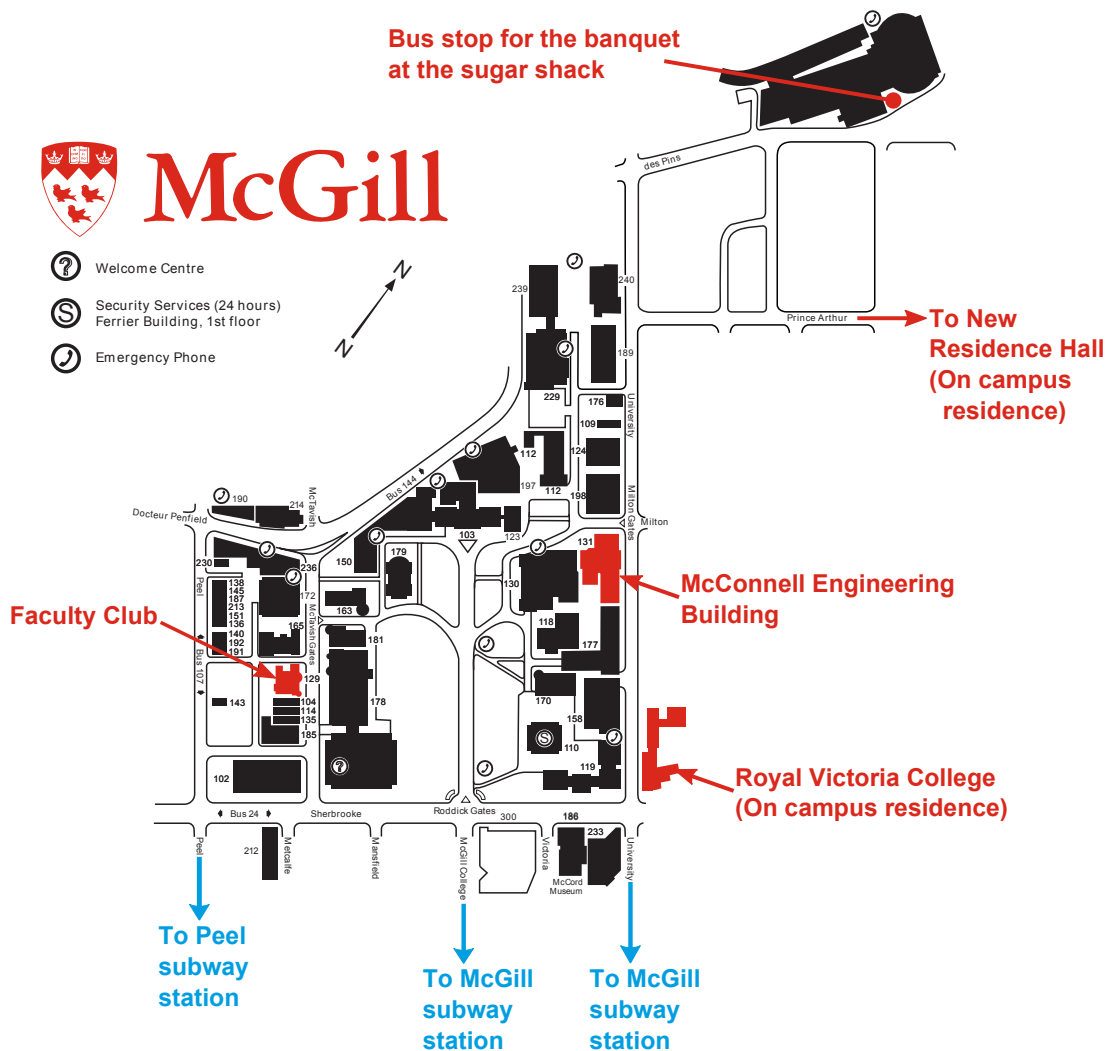 Bus stop for the banquet
at the sugar shack
McGill
? Welcome Centre
S Security Services (24 hours)
Ferrier Building, 1st floor
Emergency Phone
N
N
des Pins
Prince Arthur
To New
Residence Hall
(On campus
residence)
239
240
189
229
176
109
University
124
112
112
197
198
Milton Gates
Milton
Bus 144
190
214
McTavish
Docteur Penfield
103
123
131
McConnell Engineering
Building
230
236
150
179
130
Peel
138
145
187
213
151
136
140
192
191
172
163
McTavish Gates
165
118
177
181
Faculty Club
129
Bus 107
143
104
114
135
185
178
170
158
?
S
110
119
Royal Victoria College
(On campus residence)
102
Bus 24
Sherbrooke
Roddick Gates
300
186
233
212
Peel
Metcalfe
Mansfield
McGill College
Victoria
McCord
Museum
University
To Peel
subway
station
To McGill
subway
station
To McGill
subway
station